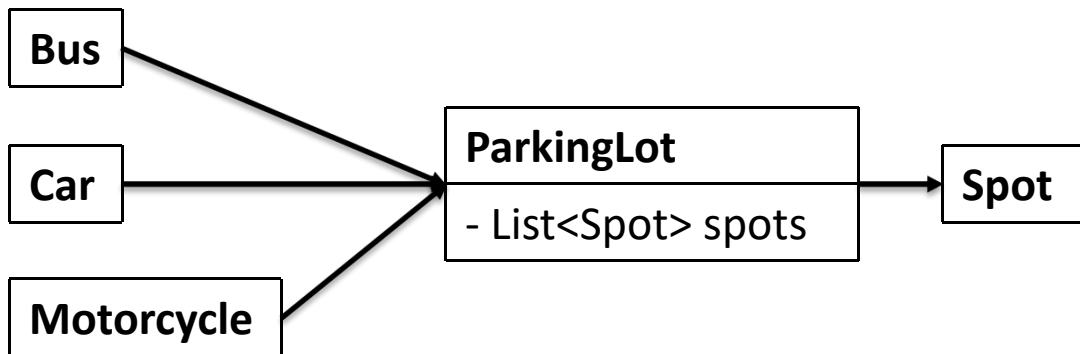 Bus
Car
Motorcycle
ParkingLot
- List<Spot> spots
Spot